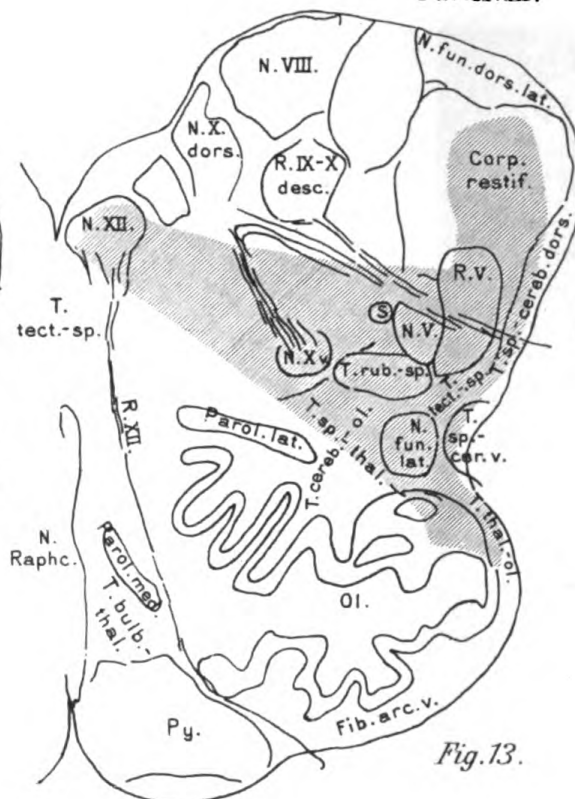 N. fun. dors. lat.
N. VIII.
N. X.
dors.
R. IX-X
desc.
Corp.
restif.
N. XII.
R. V.
T. sp.-cereb. dors.
T.
tect.-sp.
S
N. V.
N. X v.
T. rub.-sp.
T.
tect.-sp.
R. XII.
Parol. lat.
T. cereb.-ol.
T. sp.-thal.
N.
fun.
lat.
T.
sp.-
cer. v.
T. thal.-ol.
N.
Raphc.
Parol. med.
T. bulb.-
thal.
Ol.
Fib. arc. v.
Py.
Fig. 13.